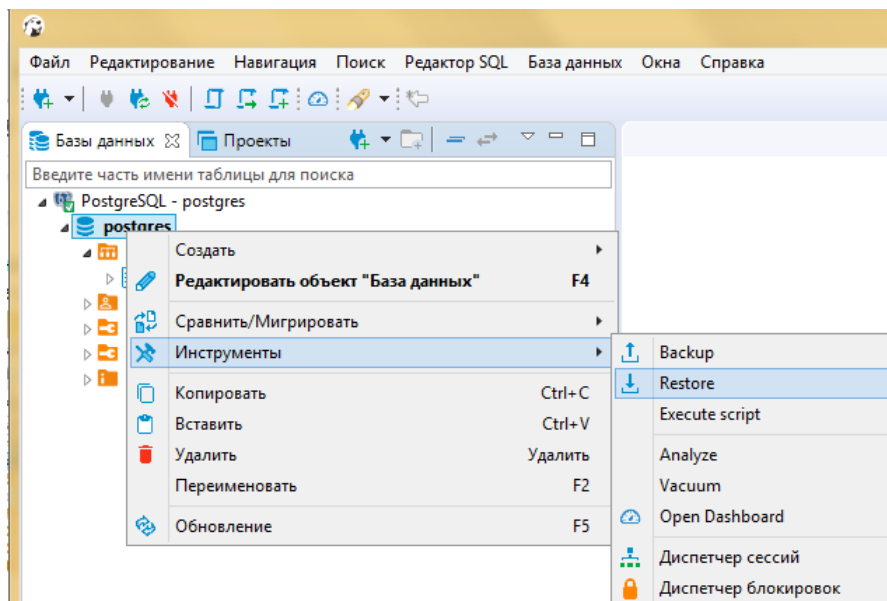 Файл Редактирование Навигация Поиск Редактор SQL База данных Окна Справка
Базы данных Проекты
Введите часть имени таблицы для поиска
PostgreSQL - postgres
postgres
Создать
Редактировать объект "База данных" F4
Сравнить/Мигрировать
Инструменты
Backup
Restore
Execute script
Analyze
Vacuum
Open Dashboard
Диспетчер сессий
Диспетчер блокировок
Копировать Ctrl+C
Вставить Ctrl+V
Удалить Удалить
Переименовать F2
Обновление F5